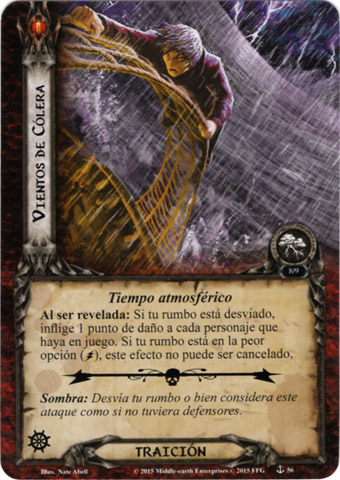 VIENTOS DE CÓLERA
8/9
Tiempo atmosférico
Al ser revelada: Si tu rumbo está desviado,
inflige 1 punto de daño a cada personaje que
haya en juego. Si tu rumbo está en la peor
opción (), este efecto no puede ser cancelado.
Sombra: Desvía tu rumbo o bien considera este
ataque como si no tuviera defensores.
TRAICIÓN
Illus. Nate Abell
© 2015 Middle-earth Enterprises © 2015 FFG
56